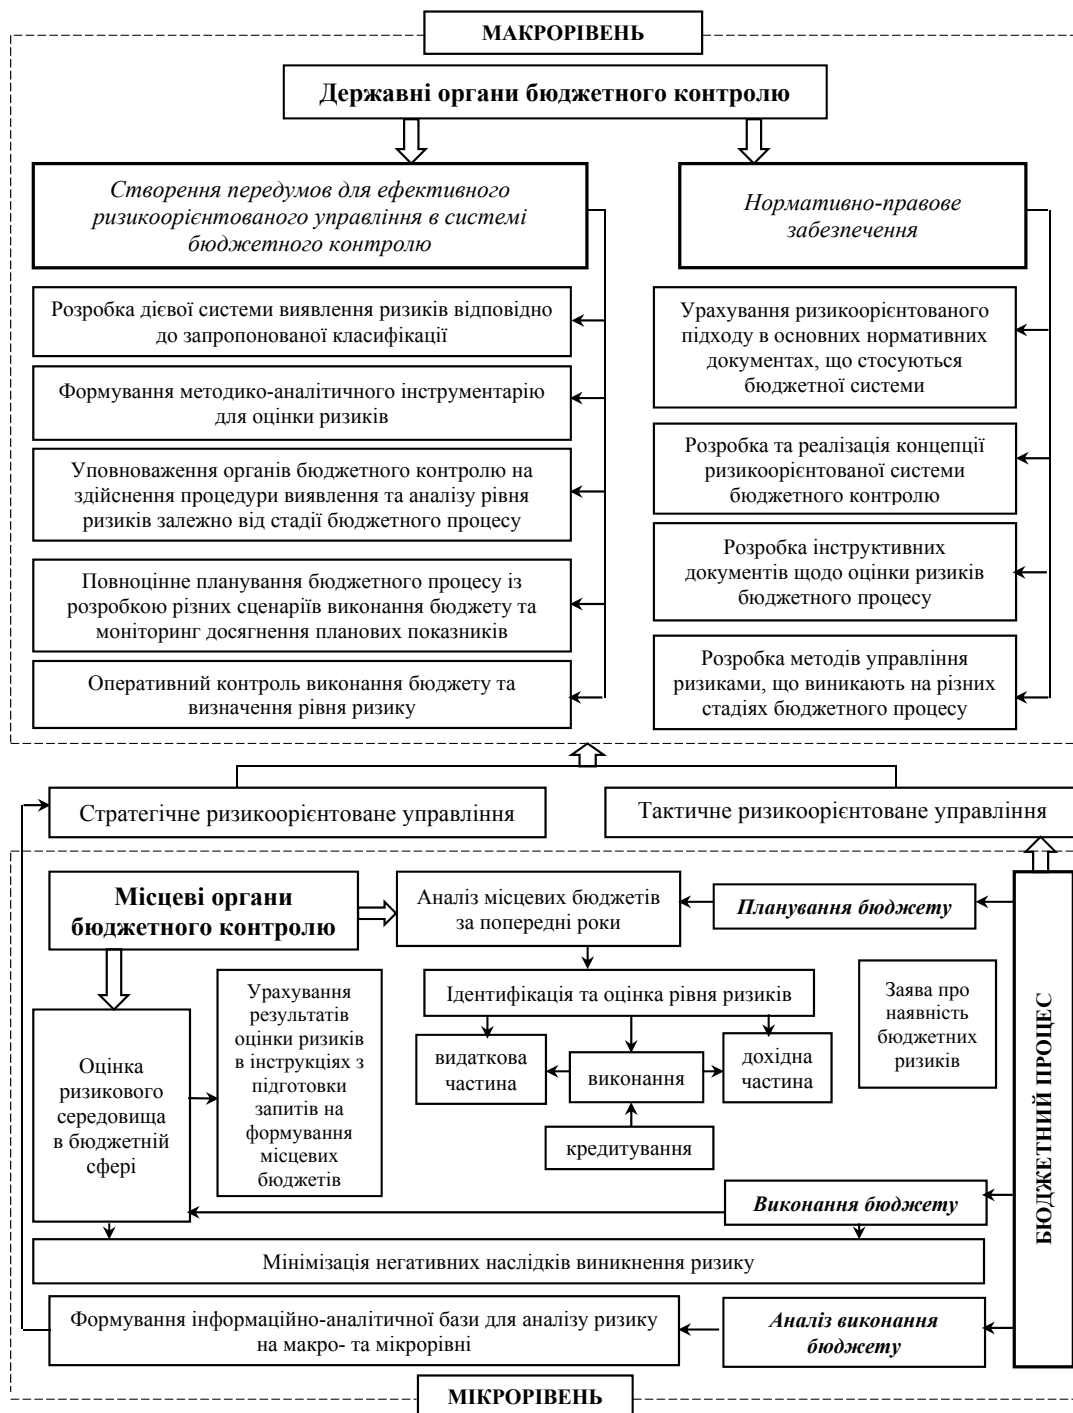 МАКРОРІВЕНЬ
Державні органи бюджетного контролю
Створення передумов для ефективного
ризикоорієнтованого управління в системі
бюджетного контролю
Нормативно-правове
забезпечення
Розробка дієвої системи виявлення ризиків відповідно
до запропонованої класифікації
Формування методико-аналітичного інструментарію
для оцінки ризиків
Уповноваження органів бюджетного контролю на
здійснення процедури виявлення та аналізу рівня
ризиків залежно від стадії бюджетного процесу
Повноцінне планування бюджетного процесу із
розробкою різних сценаріїв виконання бюджету та
моніторинг досягнення планових показників
Оперативний контроль виконання бюджету та
визначення рівня ризику
Урахування ризикоорієнтованого
підходу в основних нормативних
документах, що стосуються
бюджетної системи
Розробка та реалізація концепції
ризикоорієнтованої системи
бюджетного контролю
Розробка інструктивних
документів щодо оцінки ризиків
бюджетного процесу
Розробка методів управління
ризиками, що виникають на різних
стадіях бюджетного процесу
Стратегічне ризикоорієнтоване управління
Тактичне ризикоорієнтоване управління
Місцеві органи
бюджетного контролю
Аналіз місцевих бюджетів
за попередні роки
Планування бюджету
БЮДЖЕТНИЙ ПРОЦЕС
Оцінка
ризикового
середовища
в бюджетній
сфері
Урахування
результатів
оцінки ризиків
в інструкціях з
підготовки
запитів на
формування
місцевих
бюджетів
Ідентифікація та оцінка рівня ризиків
видаткова
частина
виконання
дохідна
частина
кредитування
Заява про
наявність
бюджетних
ризиків
Виконання бюджету
Мінімізація негативних наслідків виникнення ризику
Формування інформаційно-аналітичної бази для аналізу ризику
на макро- та мікрорівні
Аналіз виконання
бюджету
МІКРОРІВЕНЬ